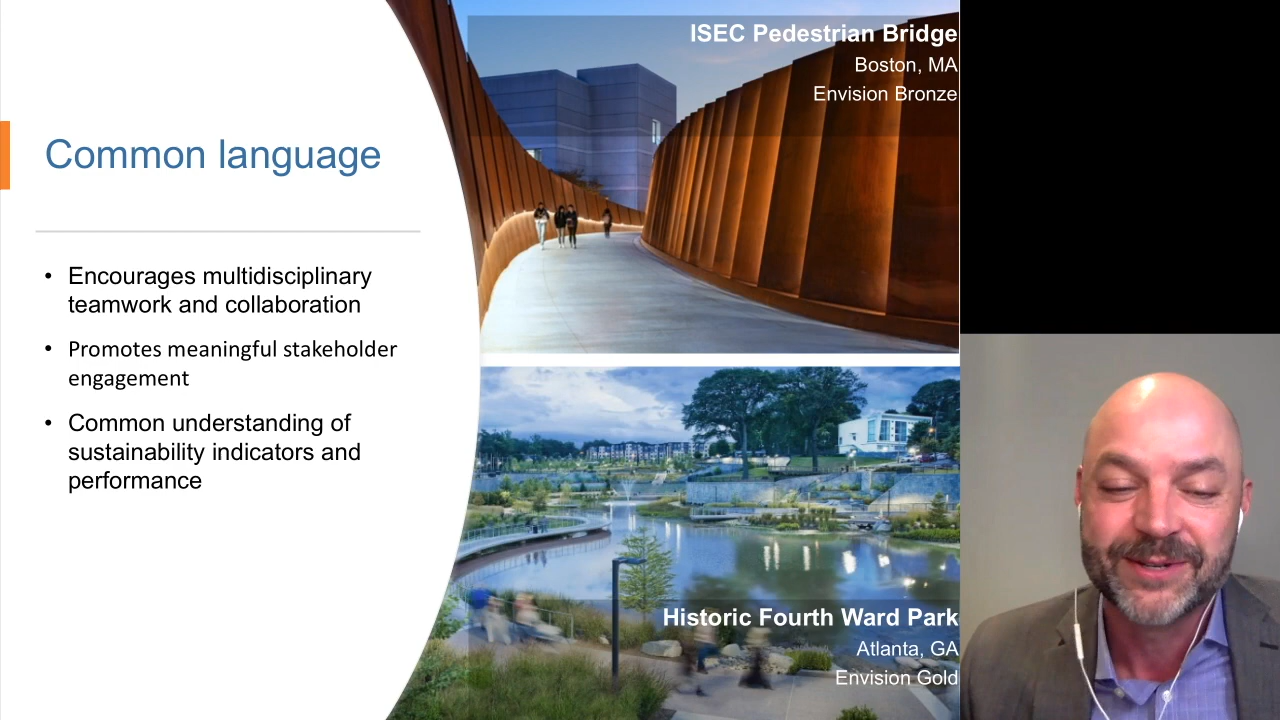 Common language
• Encourages multidisciplinary
teamwork and collaboration
• Promotes meaningful stakeholder
engagement
• Common understanding of
sustainability indicators and
performance
ISEC Pedestrian Bridge
Boston, MA
Envision Bronze
Historic Fourth Ward Park
Atlanta, GA
Envision Gold